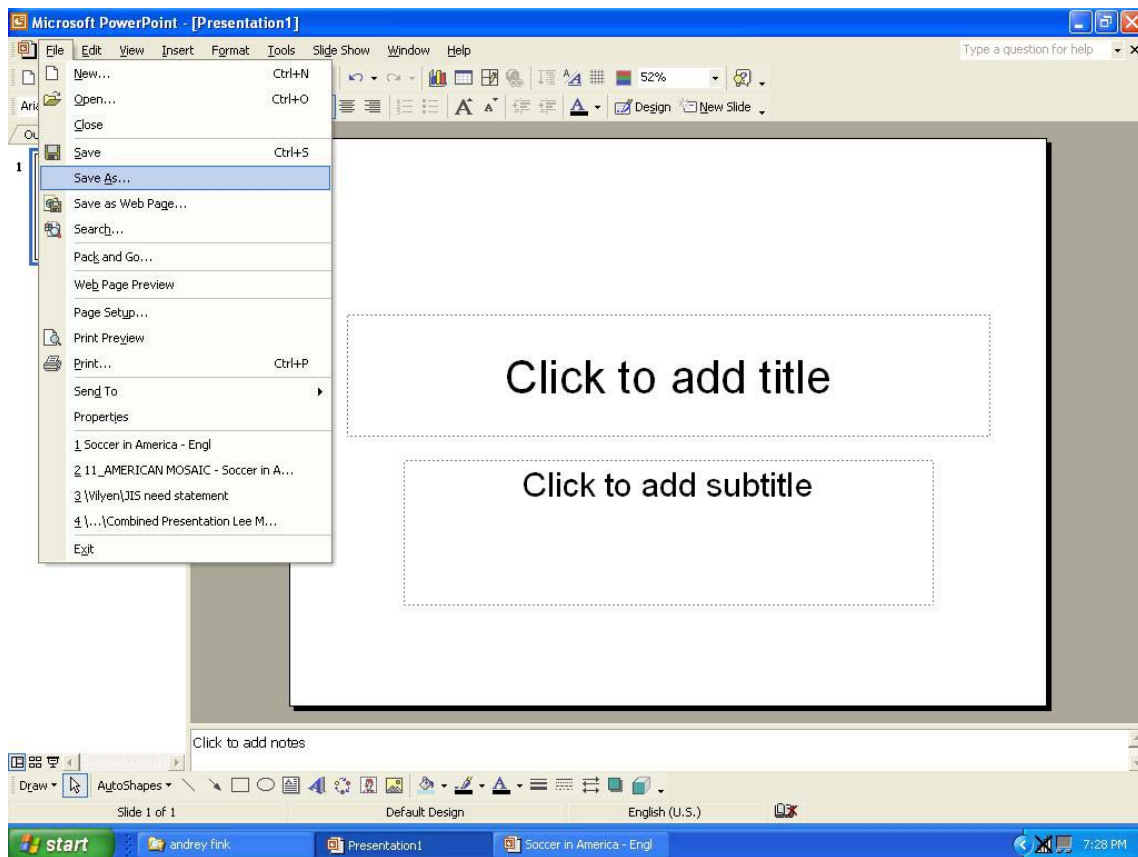 Microsoft PowerPoint - [Presentation1]
File Edit View Insert Format Tools Slide Show Window Help
Type a question for help
52%
Design New Slide
New... Ctrl+N
Open... Ctrl+O
Close
Save Ctrl+S
Save As...
Save as Web Page...
Search...
Pack and Go...
Web Page Preview
Page Setup...
Print Preview
Print... Ctrl+P
Send To
Properties
1 Soccer in America - Engl
2 11_AMERICAN MOSAIC - Soccer in A...
3 \Vilyen\JIS need statement
4 \...\Combined Presentation Lee M...
Exit
1
Click to add title
Click to add subtitle
Click to add notes
Draw AutoShapes
Slide 1 of 1 Default Design English (U.S.)
start andrey fink Presentation1 Soccer in America - Engl 7:28 PM